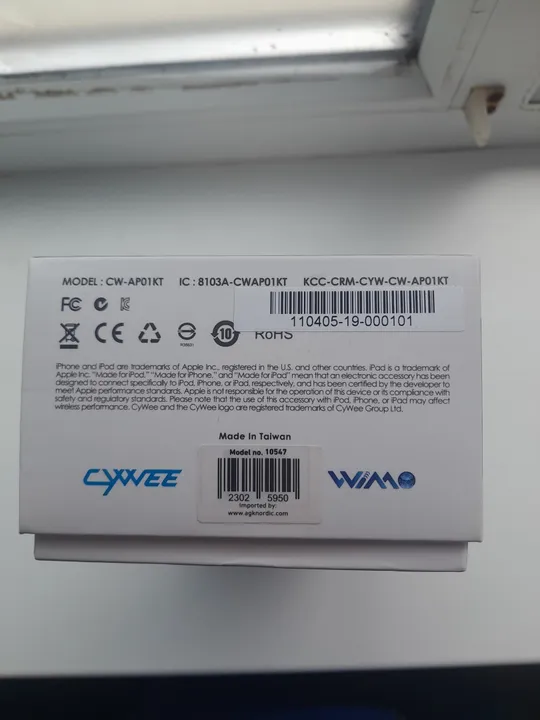 MODEL : CW-AP01KT IC : 8103A-CWAP01KT KCC-CRM-CYW-CW-AP01KT
FC CE 10 RoHS
110405-19-000101
iPhone and iPod are trademarks of Apple Inc., registered in the U.S. and other countries. iPad is a trademark of
Apple Inc. "Made for iPod," "Made for iPhone," and "Made for iPad" mean that an electronic accessory has been
designed to connect specifically to iPod, iPhone, or iPad, respectively, and has been certified by the developer to
meet Apple performance standards. Apple is not responsible for the operation of this device or its compliance with
safety and regulatory standards. Please note that the use of this accessory with iPod, iPhone, or iPad may affect
wireless performance. CyWee and the CyWee logo are registered trademarks of CyWee Group Ltd.
Made in Taiwan
CYWEE
Model no. 10547
2302 5950
Imported by:
www.agknordic.com
WiMO